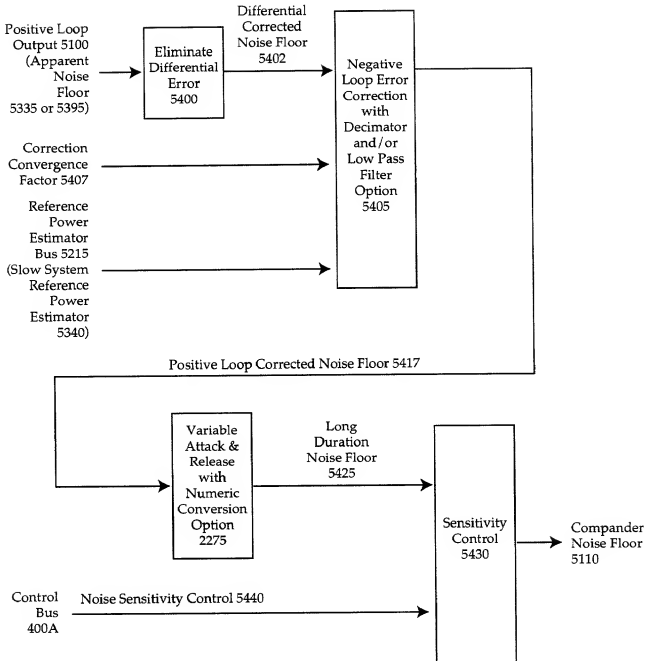 Positive Loop
Output 5100
(Apparent
Noise
Floor
5335 or 5395)
Eliminate
Differential
Error
5400
Differential
Corrected
Noise Floor
5402
Negative
Loop Error
Correction
with
Decimator
and/or
Low Pass
Filter
Option
5405
Correction
Convergence
Factor 5407
Reference
Power
Estimator
Bus 5215
(Slow System
Reference
Power
Estimator
5340)
Positive Loop Corrected Noise Floor 5417
Variable
Attack &
Release
with
Numeric
Conversion
Option
2275
Long
Duration
Noise Floor
5425
Sensitivity
Control
5430
Compander
Noise Floor
5110
Control
Bus
400A
Noise Sensitivity Control 5440